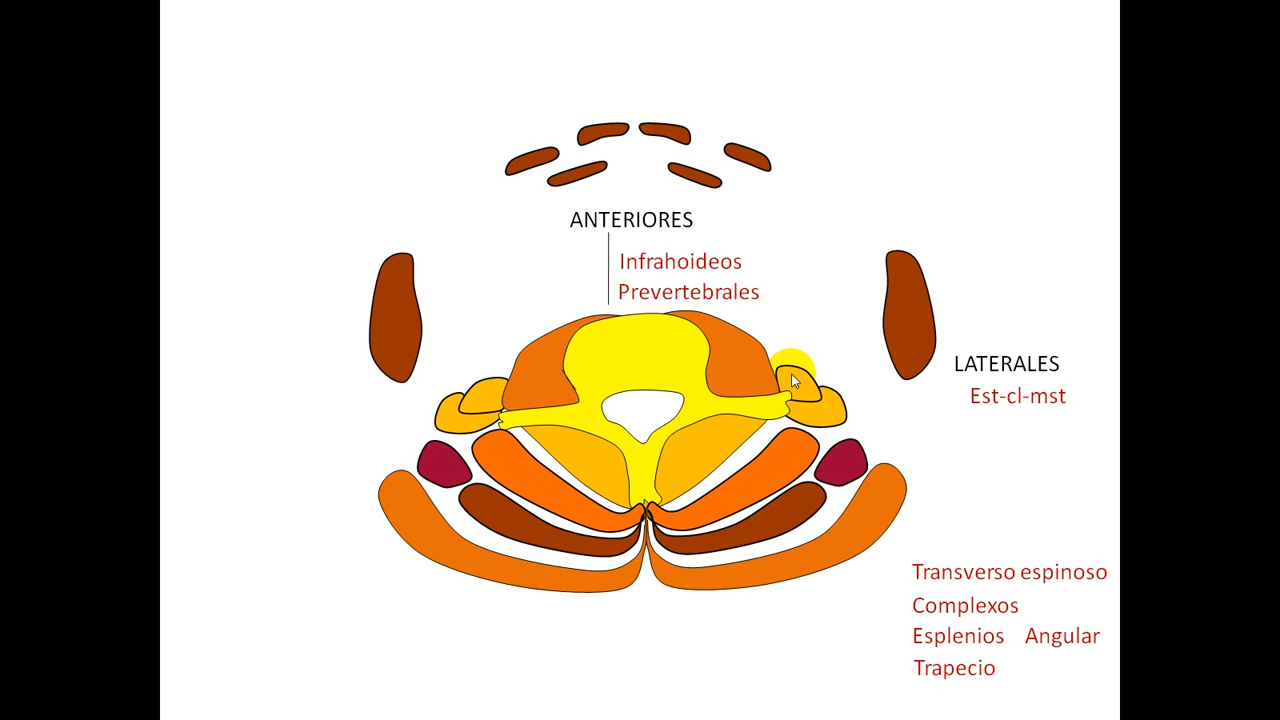 ANTERIORES
Infrahoideos
Prevertebrales
LATERALES
Est-cl-mst
Transverso espinoso
Complexos
Esplenios Angular
Trapecio